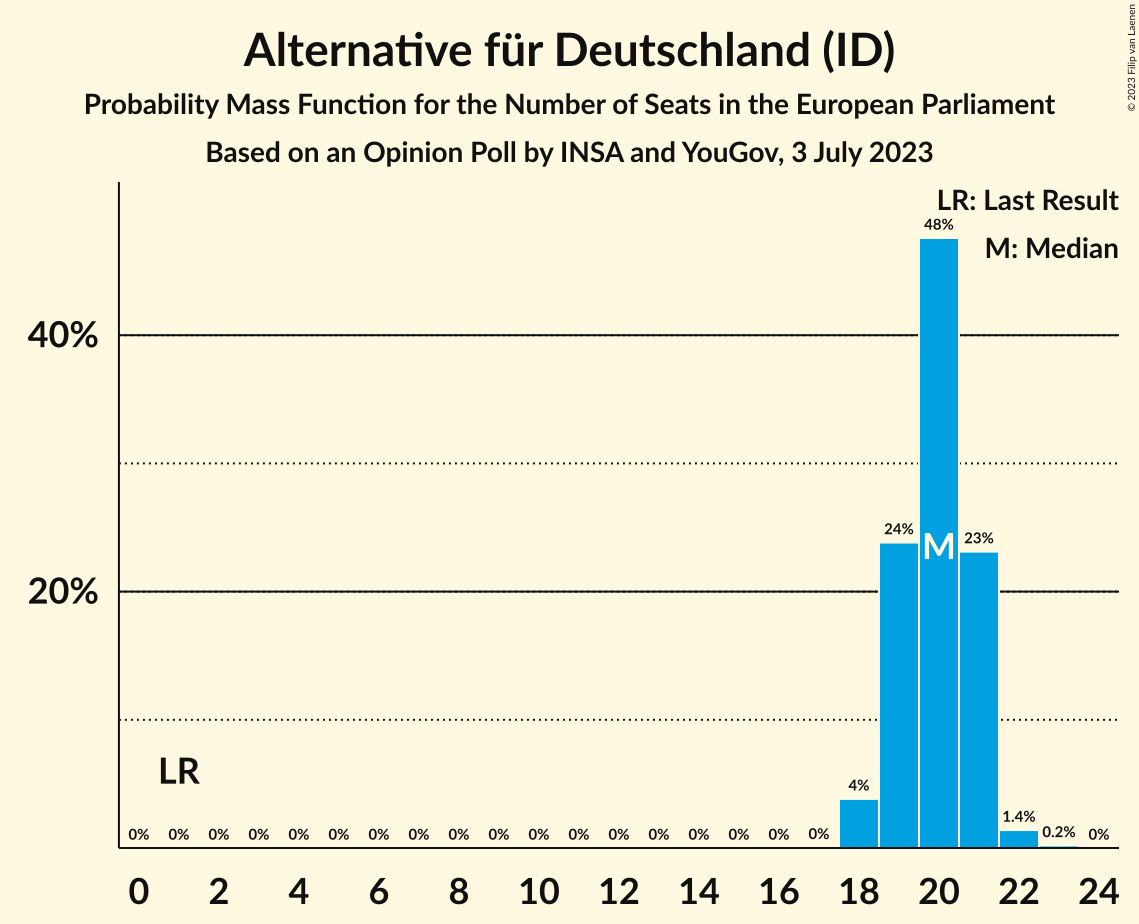 Alternative für Deutschland (ID)
Probability Mass Function for the Number of Seats in the European Parliament
Based on an Opinion Poll by INSA and YouGov, 3 July 2023
© 2023 Filip van Laenen
LR: Last Result
M: Median
48%
40%
24%
M
23%
20%
LR
4%
1.4%
0% 0% 0% 0% 0% 0% 0% 0% 0% 0% 0% 0% 0% 0% 0% 0% 0% 0% 0.2% 0%
0 2 4 6 8 10 12 14 16 18 20 22 24